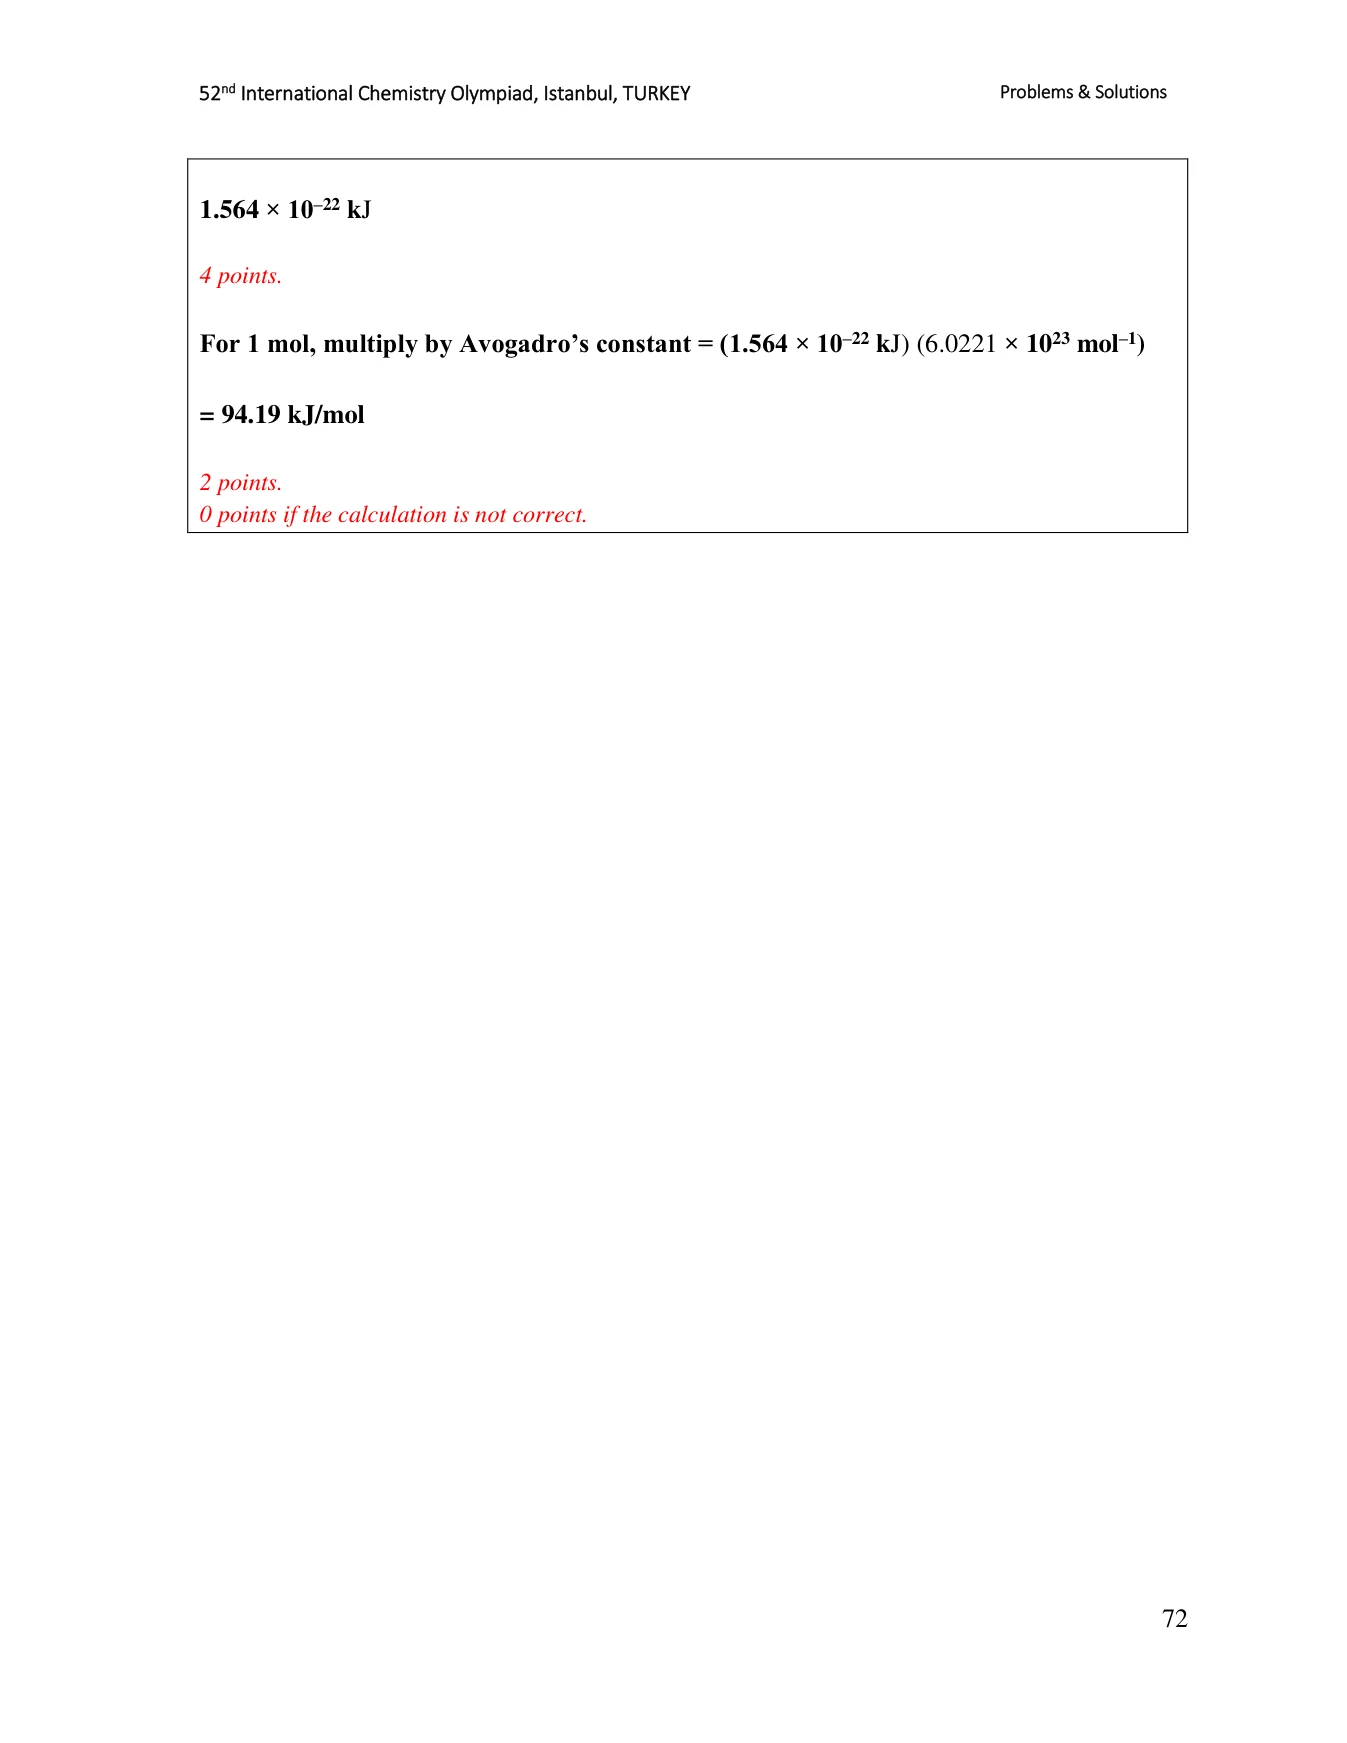 52nd International Chemistry Olympiad, Istanbul, TURKEY Problems & Solutions
1.564 × 10–22 kJ
4 points.
For 1 mol, multiply by Avogadro’s constant = (1.564 × 10–22 kJ) (6.0221 × 1023 mol–1)
= 94.19 kJ/mol
2 points.
0 points if the calculation is not correct.
72